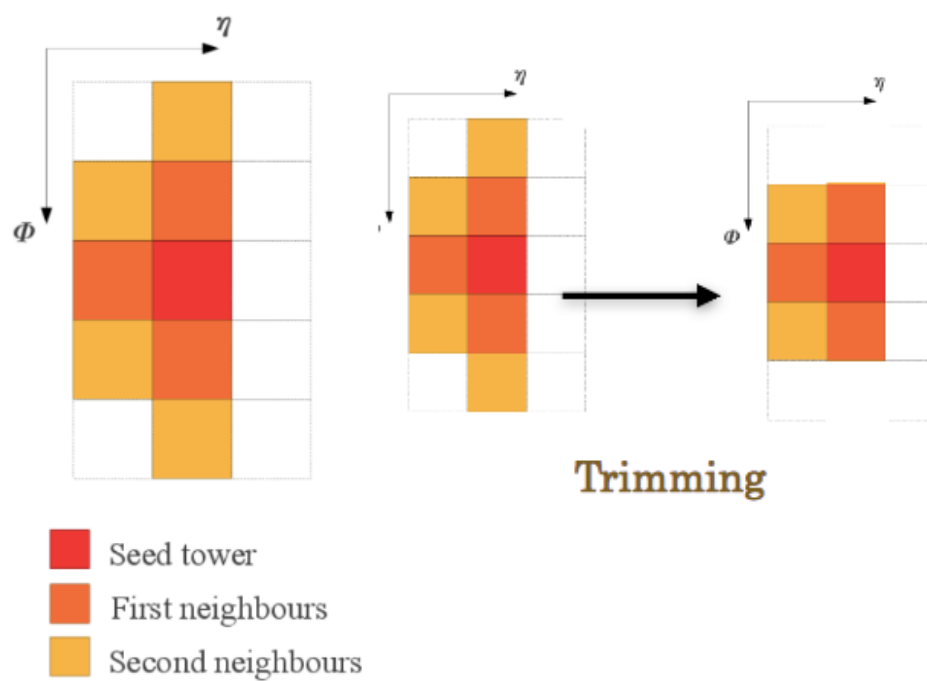 η
Φ
η
η
Φ
Trimming
Seed tower
First neighbours
Second neighbours